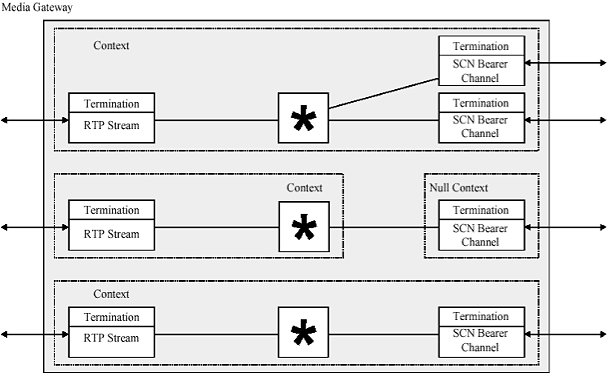 Media Gateway
Context
Termination
SCN Bearer
Channel
Termination
RTP Stream
*
Termination
SCN Bearer
Channel
Context
Null Context
Termination
RTP Stream
*
Termination
SCN Bearer
Channel
Context
Termination
RTP Stream
*
Termination
SCN Bearer
Channel